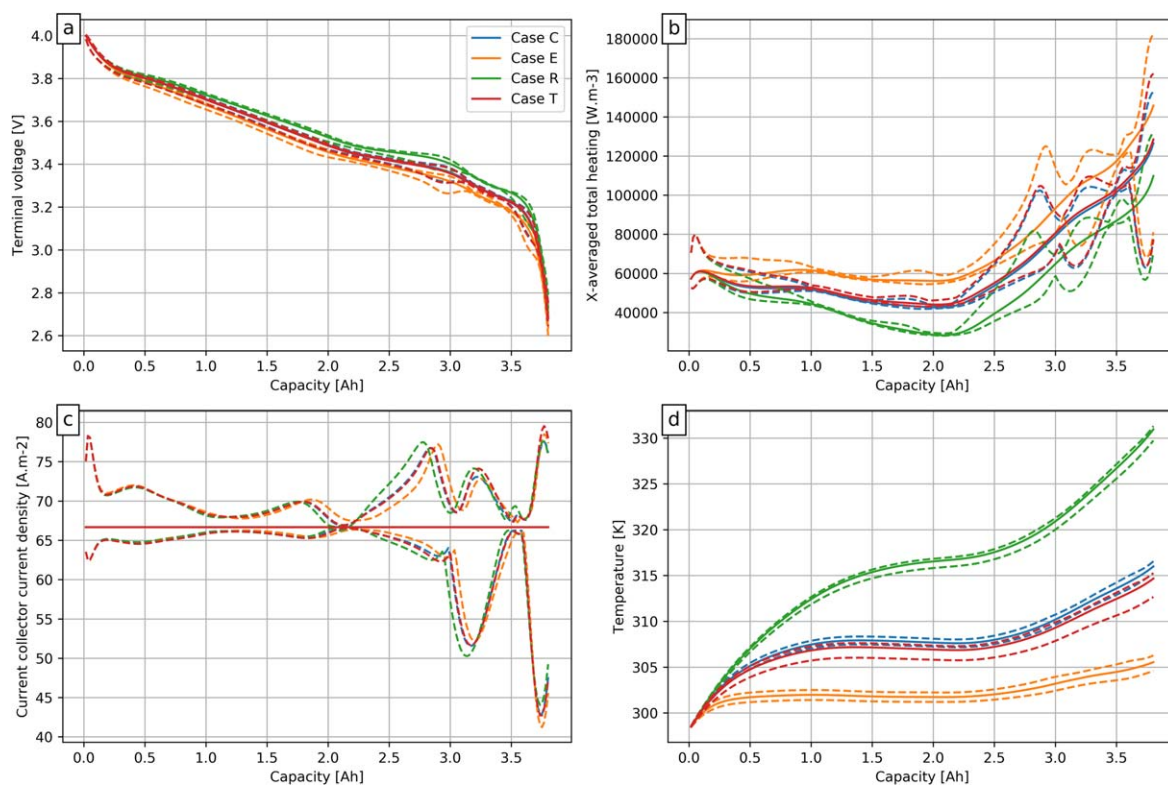 a
Terminal voltage [V]
4.0
3.8
3.6
3.4
3.2
3.0
2.8
2.6
Case C
Case E
Case R
Case T
0.0 0.5 1.0 1.5 2.0 2.5 3.0 3.5
Capacity [Ah]
b
X-averaged total heating [W.m-3]
180000
160000
140000
120000
100000
80000
60000
40000
0.0 0.5 1.0 1.5 2.0 2.5 3.0 3.5
Capacity [Ah]
c
Current collector current density [A.m-2]
80
75
70
65
60
55
50
45
40
0.0 0.5 1.0 1.5 2.0 2.5 3.0 3.5
Capacity [Ah]
d
Temperature [K]
330
325
320
315
310
305
300
0.0 0.5 1.0 1.5 2.0 2.5 3.0 3.5
Capacity [Ah]